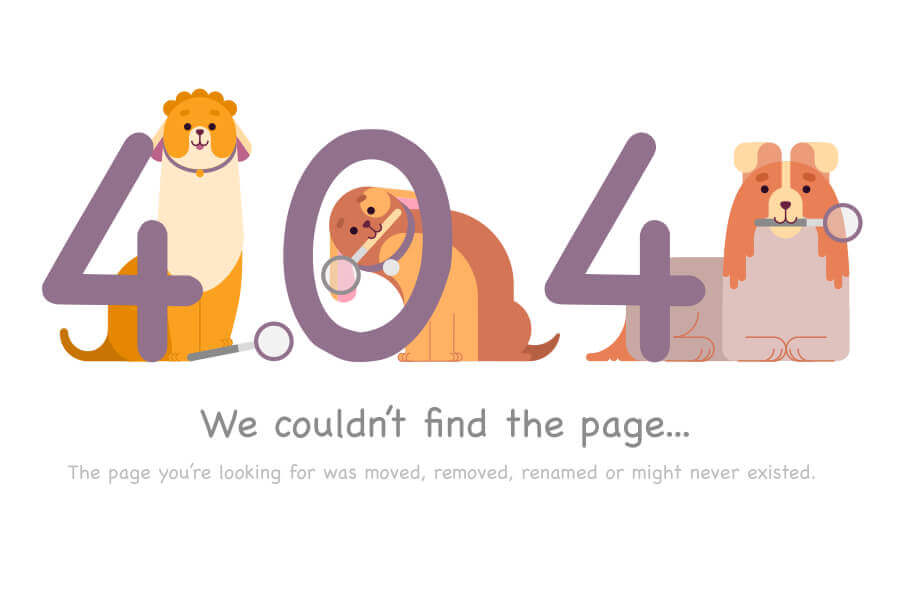 404
We couldn't find the page...
The page you're looking for was moved, removed, renamed or might never existed.